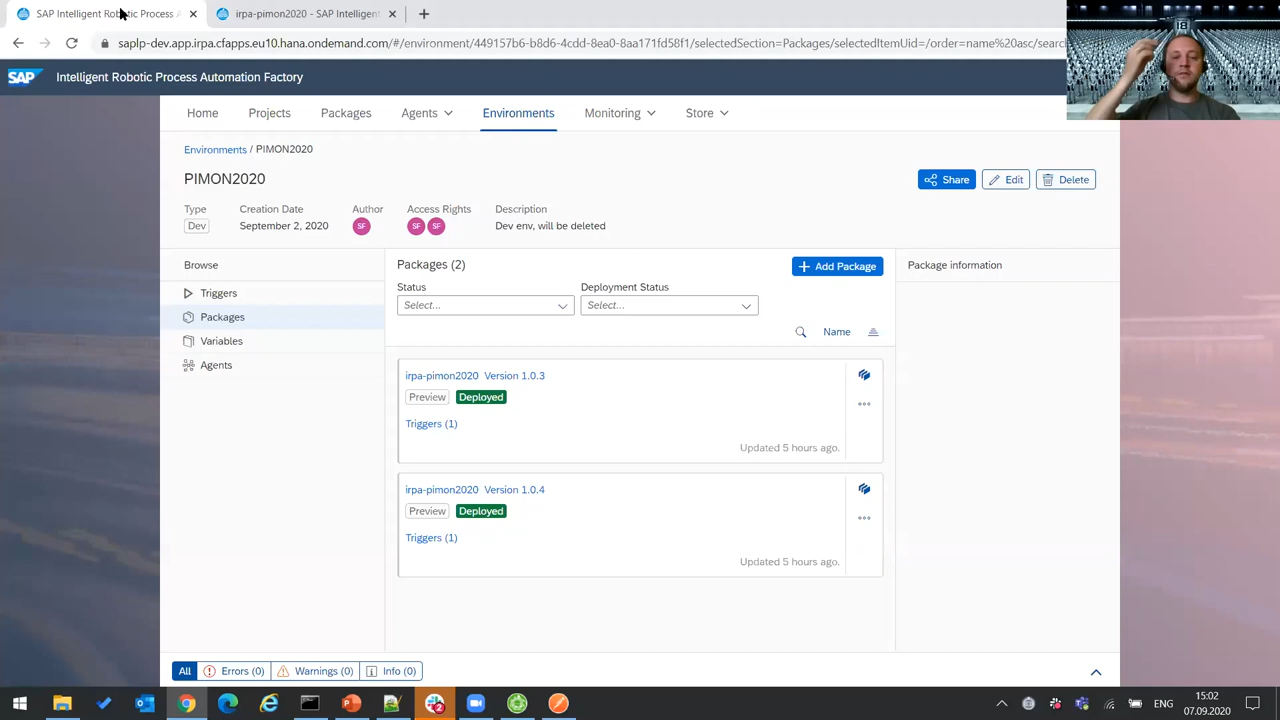 SAP Intelligent Robotic Process A
irpa-pimon2020 - SAP Intelligent
saplp-dev.app.irpa.cfapps.eu10.hana.ondemand.com/#/environment/449157b6-b8d6-4cdd-8ea0-8aa171fd58f1/selectedSection=Packages/selectedItemUid=/order=name%20asc/searc
SAP Intelligent Robotic Process Automation Factory
Home Projects Packages Agents Environments Monitoring Store
Environments / PIMON2020
PIMON2020
Share Edit Delete
Type Creation Date Author Access Rights Description
Dev September 2, 2020 SF SF SF Dev env, will be deleted
Browse
Triggers
Packages
Variables
Agents
Packages (2)
Add Package
Status Deployment Status
Select... Select...
Name
irpa-pimon2020 Version 1.0.3
Preview Deployed
Triggers (1)
Updated 5 hours ago.
irpa-pimon2020 Version 1.0.4
Preview Deployed
Triggers (1)
Updated 5 hours ago.
Package information
All Errors (0) Warnings (0) Info (0)
ENG
15:02
07.09.2020